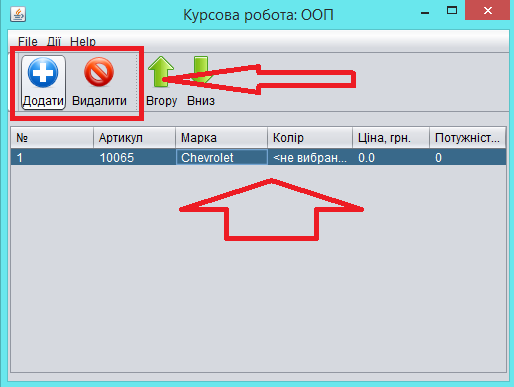 Курсова робота: ООП
File Дії Help
Додати Видалити Вгору Вниз
№ Артикул Марка Колір Ціна, грн. Потужніст...
1 10065 Chevrolet <не вибран... 0.0 0